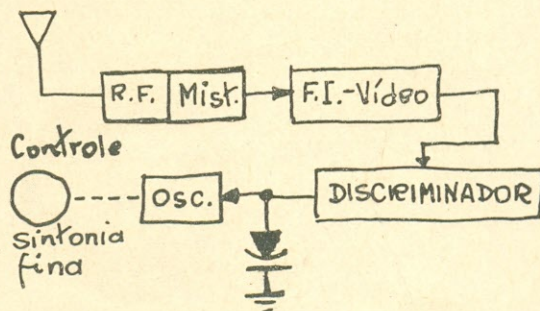 R.F. Mist. F.I.-Vídeo
Controle
OSC. DISCRIMINADOR
sintonia
fina